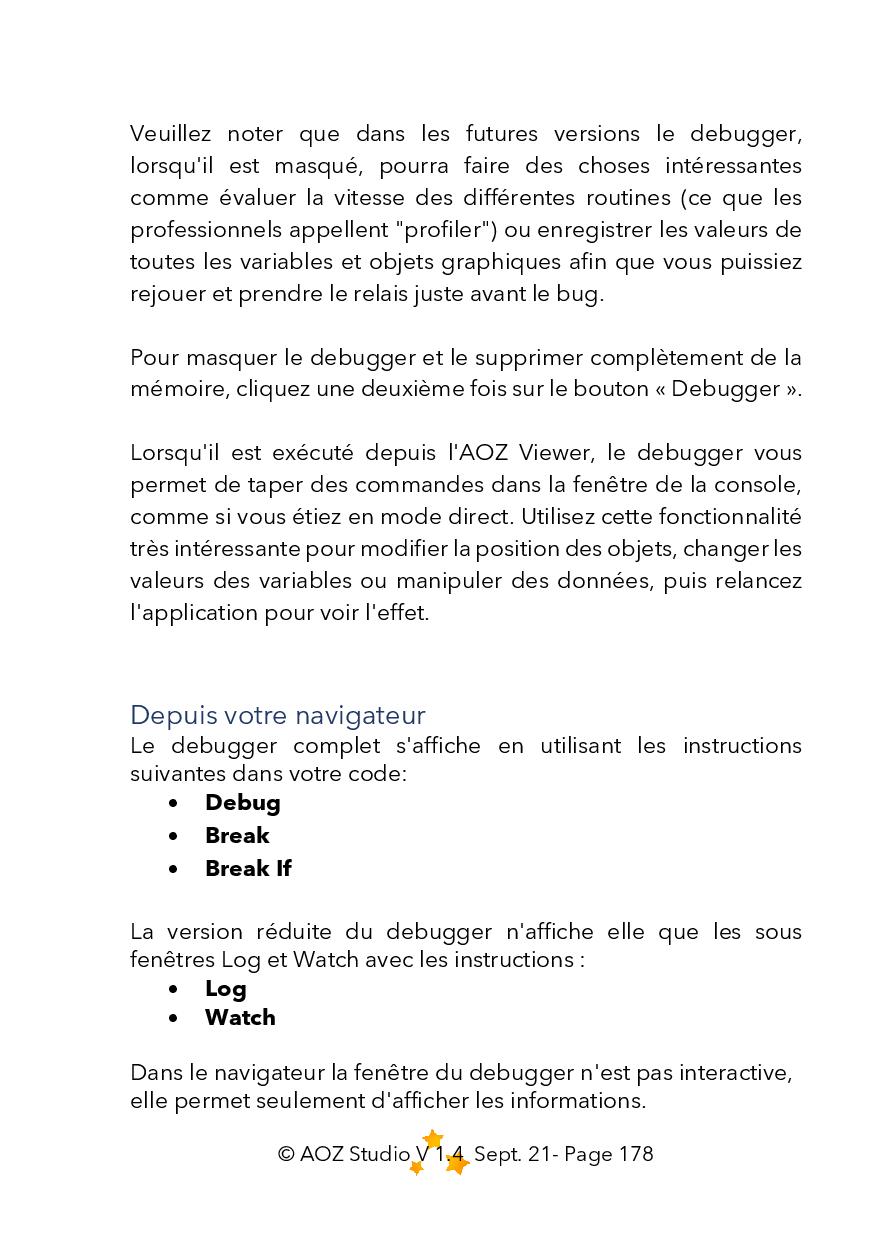 Veuillez noter que dans les futures versions le debugger,
lorsqu'il est masqué, pourra faire des choses intéressantes
comme évaluer la vitesse des différentes routines (ce que les
professionnels appellent "profiler") ou enregistrer les valeurs de
toutes les variables et objets graphiques afin que vous puissiez
rejouer et prendre le relais juste avant le bug.
Pour masquer le debugger et le supprimer complètement de la
mémoire, cliquez une deuxième fois sur le bouton « Debugger ».
Lorsqu'il est exécuté depuis l'AOZ Viewer, le debugger vous
permet de taper des commandes dans la fenêtre de la console,
comme si vous étiez en mode direct. Utilisez cette fonctionnalité
très intéressante pour modifier la position des objets, changer les
valeurs des variables ou manipuler des données, puis relancez
l'application pour voir l'effet.
Depuis votre navigateur
Le debugger complet s'affiche en utilisant les instructions
suivantes dans votre code:
• Debug
• Break
• Break If
La version réduite du debugger n'affiche elle que les sous
fenêtres Log et Watch avec les instructions :
• Log
• Watch
Dans le navigateur la fenêtre du debugger n'est pas interactive,
elle permet seulement d'afficher les informations.
© AOZ Studio V 1.4 Sept. 21- Page 178